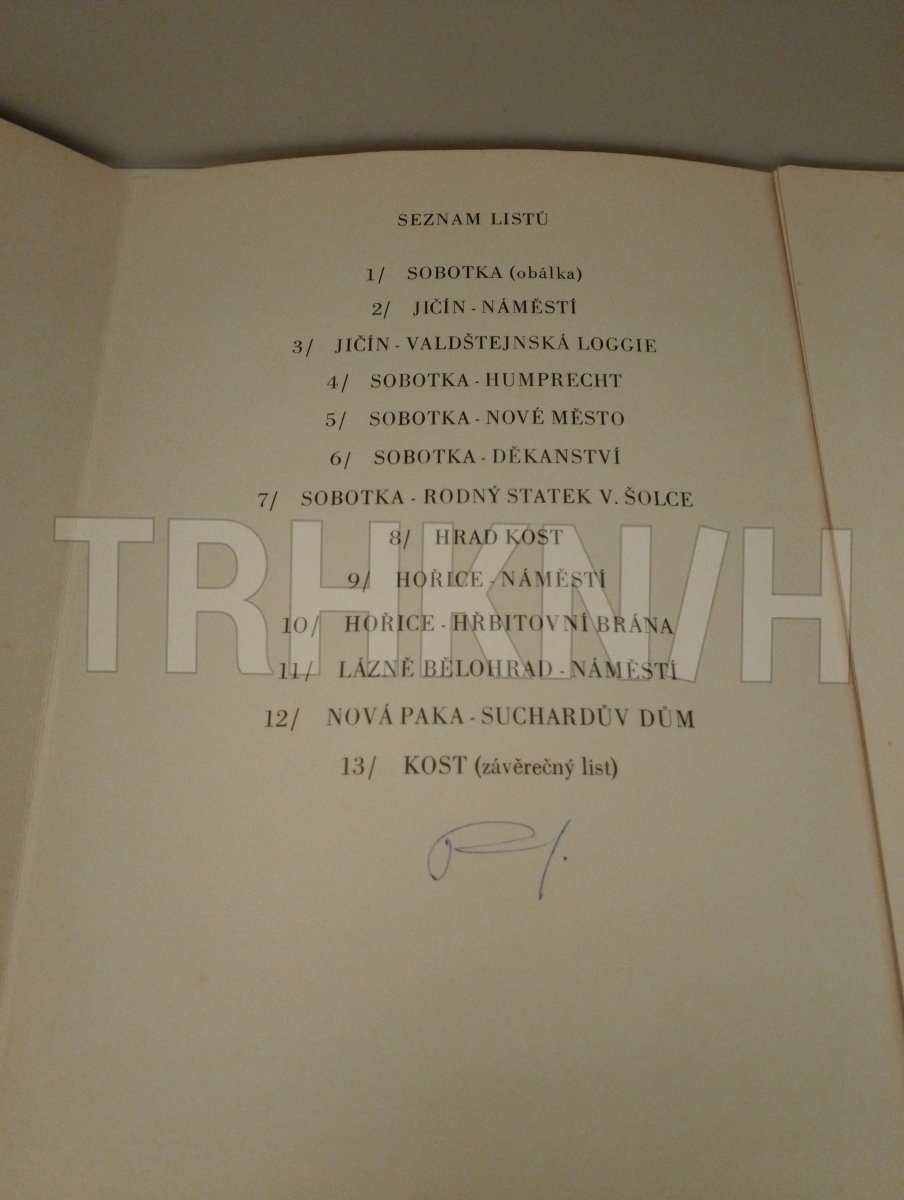 SEZNAM LISTŮ
1/ SOBOTKA (obálka)
2/ JIČÍN - NÁMĚSTÍ
3/ JIČÍN - VALDŠTEJNSKÁ LOGGIE
4/ SOBOTKA - HUMPRECHT
5/ SOBOTKA - NOVÉ MĚSTO
6/ SOBOTKA - DĚKANSTVÍ
7/ SOBOTKA - RODNÝ STATEK V. ŠOLCE
8/ HRAD KOST
9/ HOŘICE - NÁMĚSTÍ
10/ HOŘICE - HŘBITOVNÍ BRÁNA
11/ LÁZNĚ BĚLOHRAD - NÁMĚSTÍ
12/ NOVÁ PAKA - SUCHARDŮV DŮM
13/ KOST (závěrečný list)
TRHKN/H